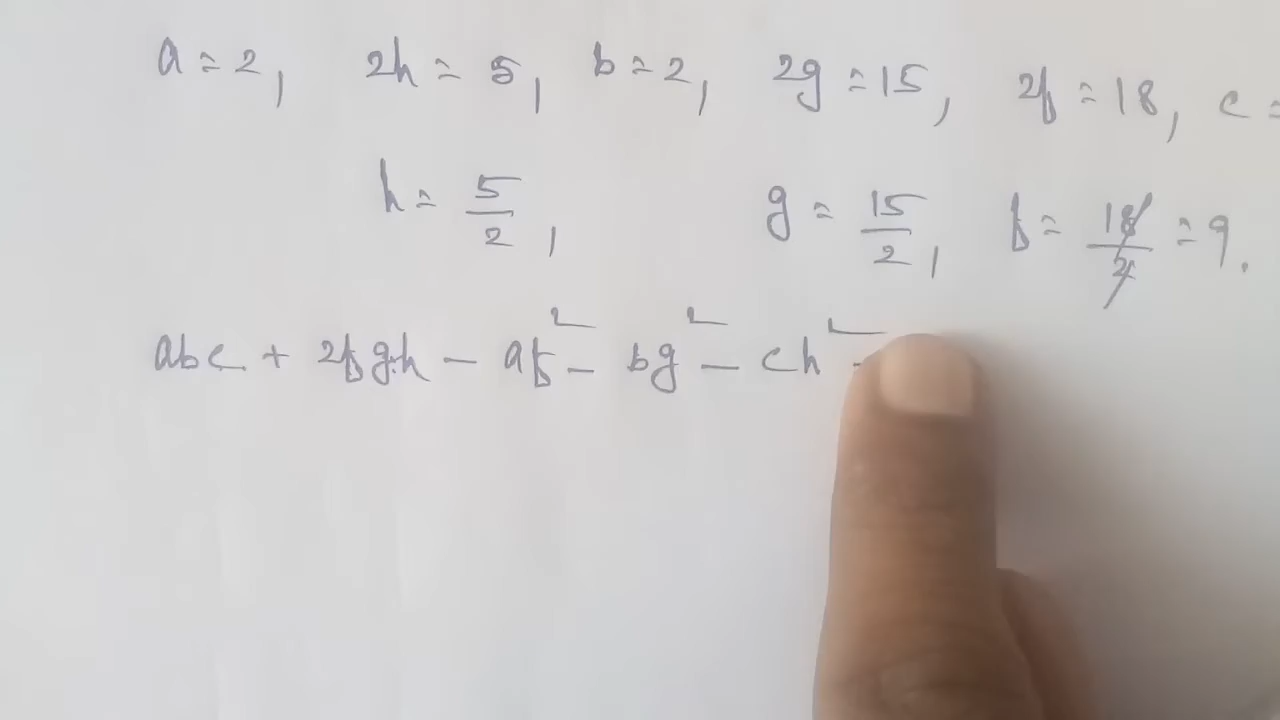 a = 2, 2h = 5, b = 2, 2g = 15, 2f = 18, c =
h = 5/2, g = 15/2, f = 18/2 = 9.
abc + 2fgh - af² - bg² - ch²